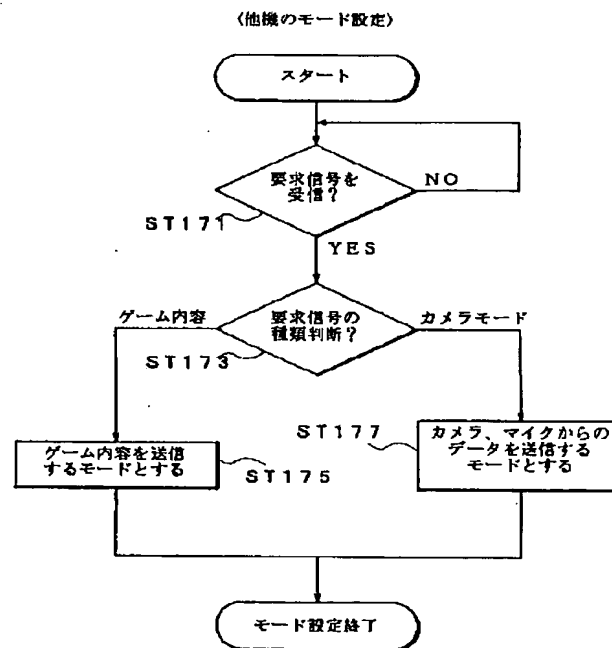 〈他機のモード設定〉
スタート
要求信号を
受信？
NO
ST171
YES
ゲーム内容
要求信号の
種類判断？
カメラモード
ST173
ST177
カメラ、マイクからの
データを送信する
モードとする
ゲーム内容を送信
するモードとする
ST175
モード設定終了